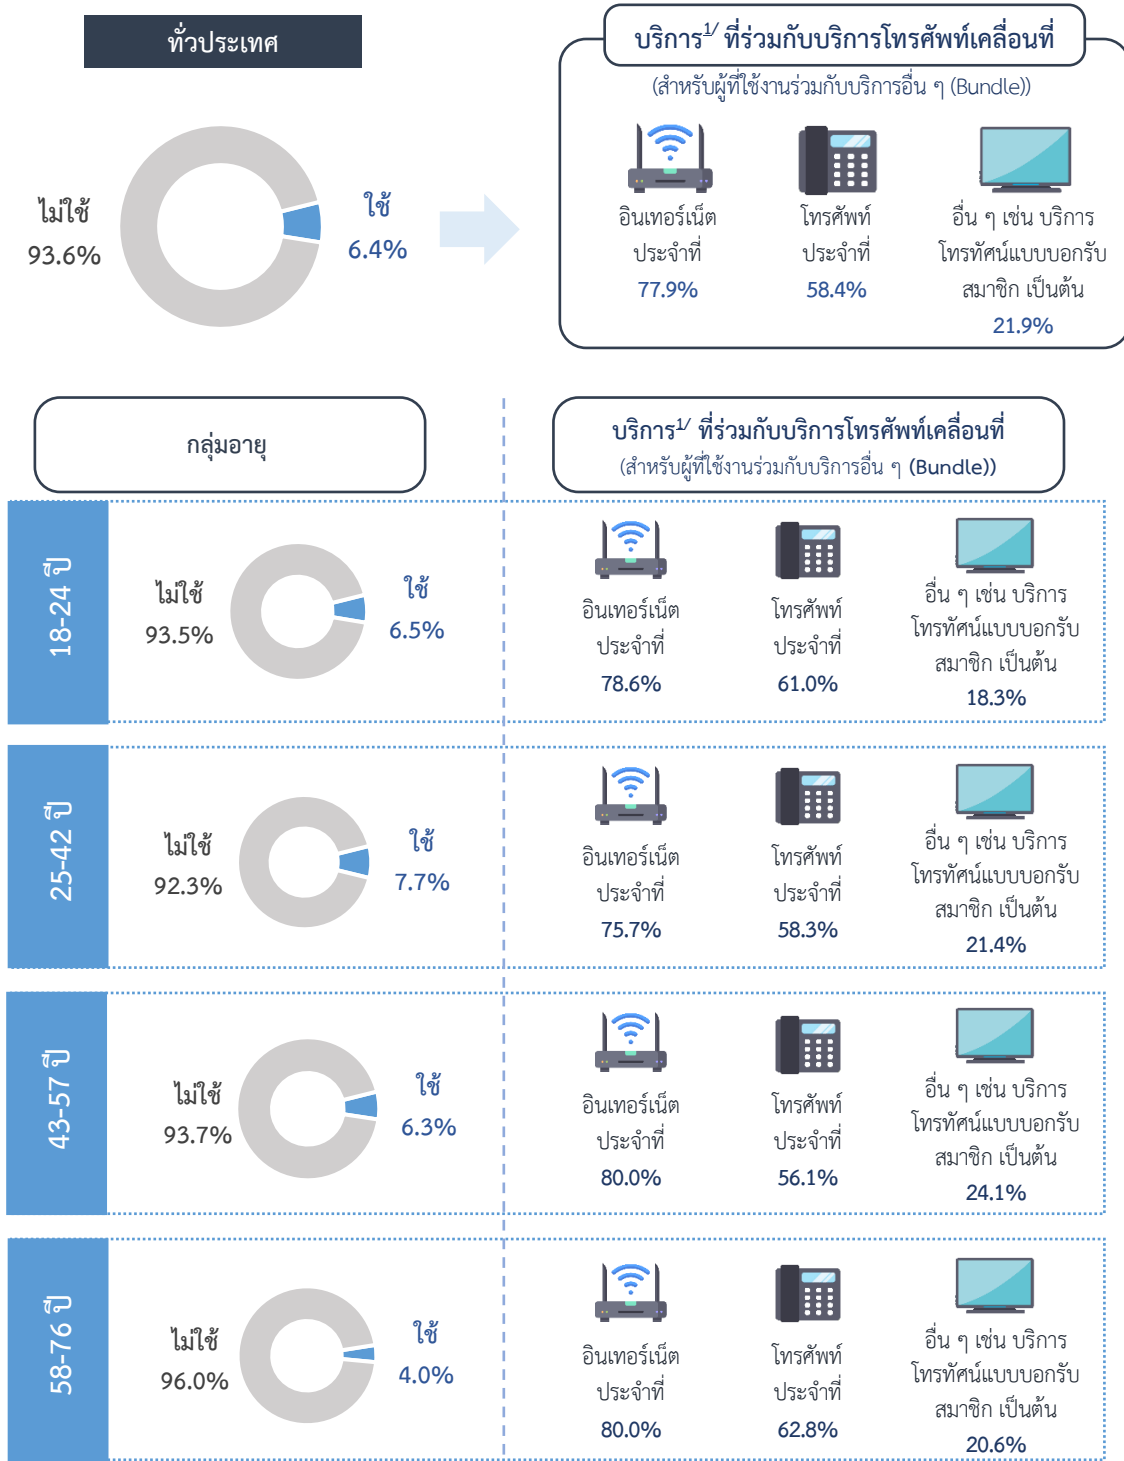 ทั่วประเทศ
ไม่ใช้
93.6%
ใช้
6.4%
บริการ1/ ที่ร่วมกับบริการโทรศัพท์เคลื่อนที่
(สำหรับผู้ที่ใช้งานร่วมกับบริการอื่น ๆ (Bundle))
อินเทอร์เน็ต
ประจำที่
77.9%
โทรศัพท์
ประจำที่
58.4%
อื่น ๆ เช่น บริการ
โทรทัศน์แบบบอกรับ
สมาชิก เป็นต้น
21.9%
กลุ่มอายุ
บริการ1/ ที่ร่วมกับบริการโทรศัพท์เคลื่อนที่
(สำหรับผู้ที่ใช้งานร่วมกับบริการอื่น ๆ (Bundle))
18-24 ปี
ไม่ใช้
93.5%
ใช้
6.5%
อินเทอร์เน็ต
ประจำที่
78.6%
โทรศัพท์
ประจำที่
61.0%
อื่น ๆ เช่น บริการ
โทรทัศน์แบบบอกรับ
สมาชิก เป็นต้น
18.3%
25-42 ปี
ไม่ใช้
92.3%
ใช้
7.7%
อินเทอร์เน็ต
ประจำที่
75.7%
โทรศัพท์
ประจำที่
58.3%
อื่น ๆ เช่น บริการ
โทรทัศน์แบบบอกรับ
สมาชิก เป็นต้น
21.4%
43-57 ปี
ไม่ใช้
93.7%
ใช้
6.3%
อินเทอร์เน็ต
ประจำที่
80.0%
โทรศัพท์
ประจำที่
56.1%
อื่น ๆ เช่น บริการ
โทรทัศน์แบบบอกรับ
สมาชิก เป็นต้น
24.1%
58-76 ปี
ไม่ใช้
96.0%
ใช้
4.0%
อินเทอร์เน็ต
ประจำที่
80.0%
โทรศัพท์
ประจำที่
62.8%
อื่น ๆ เช่น บริการ
โทรทัศน์แบบบอกรับ
สมาชิก เป็นต้น
20.6%